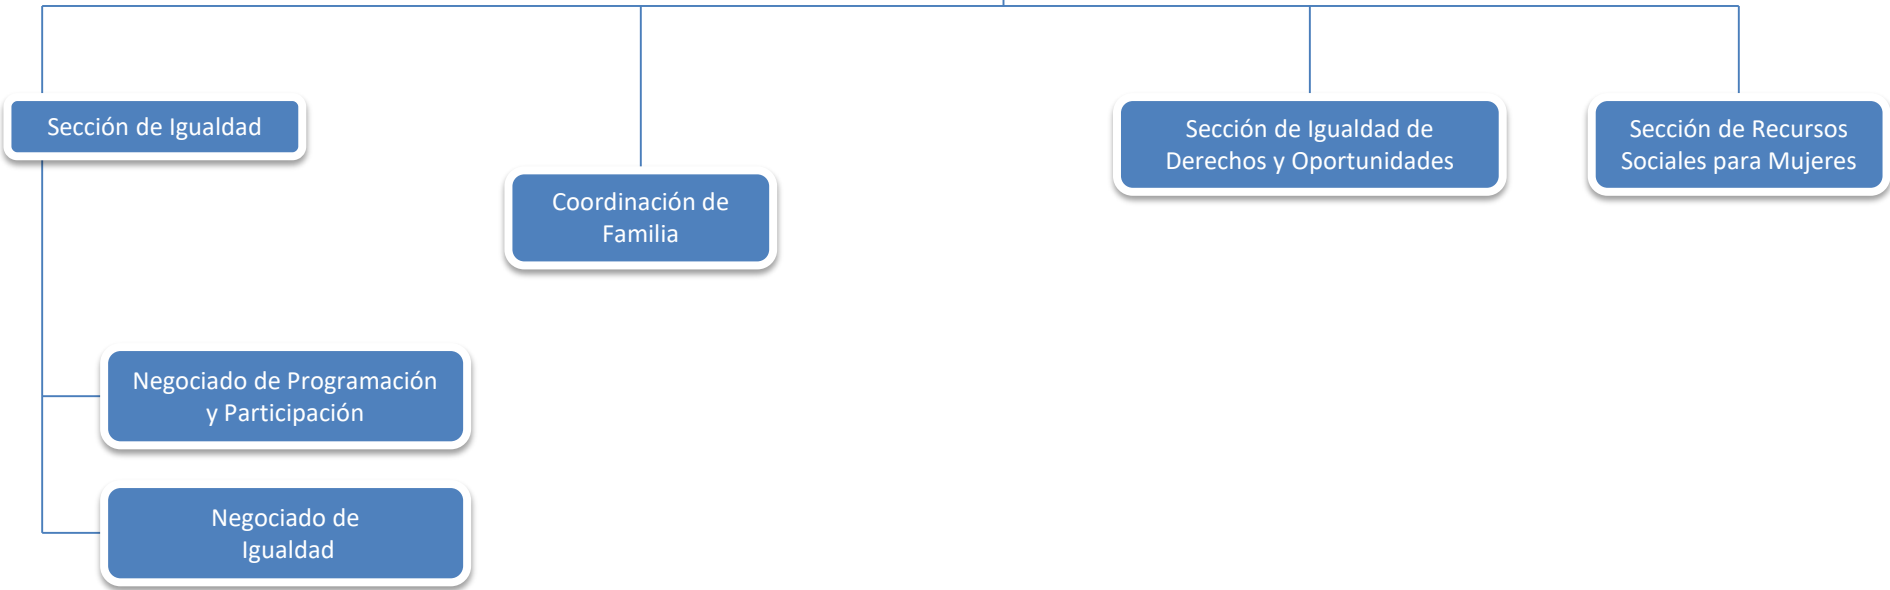 Sección de Igualdad
Coordinación de
Familia
Sección de Igualdad de
Derechos y Oportunidades
Sección de Recursos
Sociales para Mujeres
Negociado de Programación
y Participación
Negociado de
Igualdad